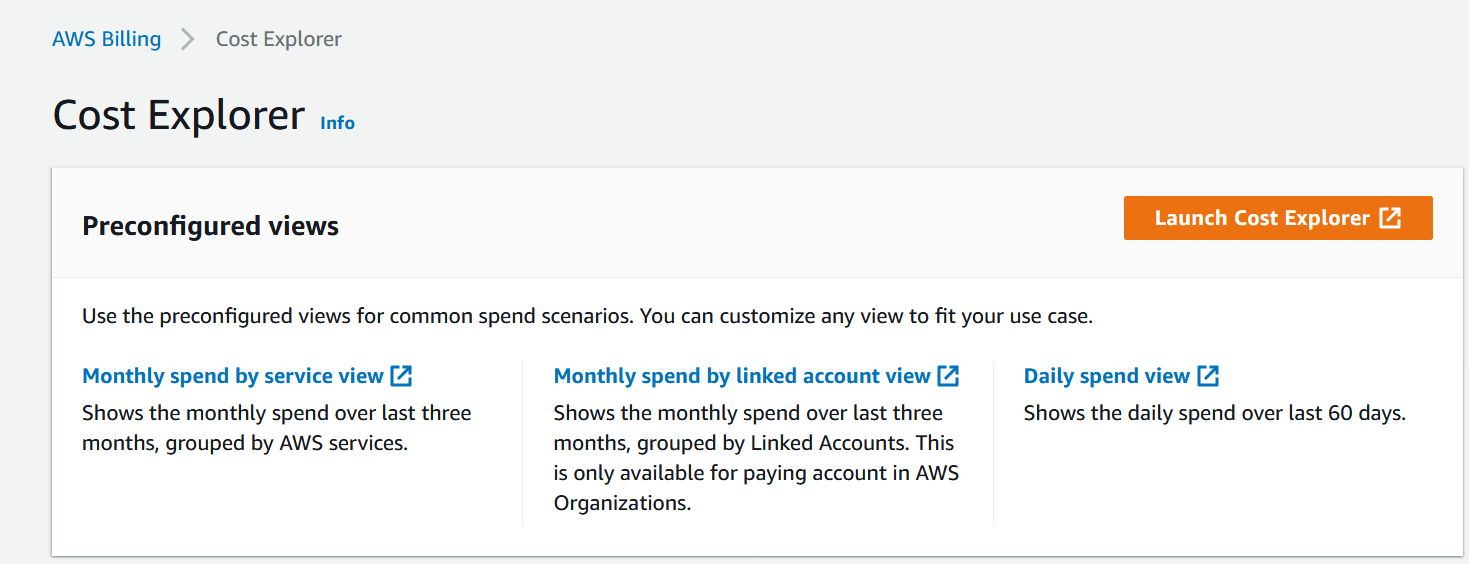 AWS Billing > Cost Explorer
Cost Explorer Info
Preconfigured views
Launch Cost Explorer
Use the preconfigured views for common spend scenarios. You can customize any view to fit your use case.
Monthly spend by service view
Shows the monthly spend over last three
months, grouped by AWS services.
Monthly spend by linked account view
Shows the monthly spend over last three
months, grouped by Linked Accounts. This
is only available for paying account in AWS
Organizations.
Daily spend view
Shows the daily spend over last 60 days.